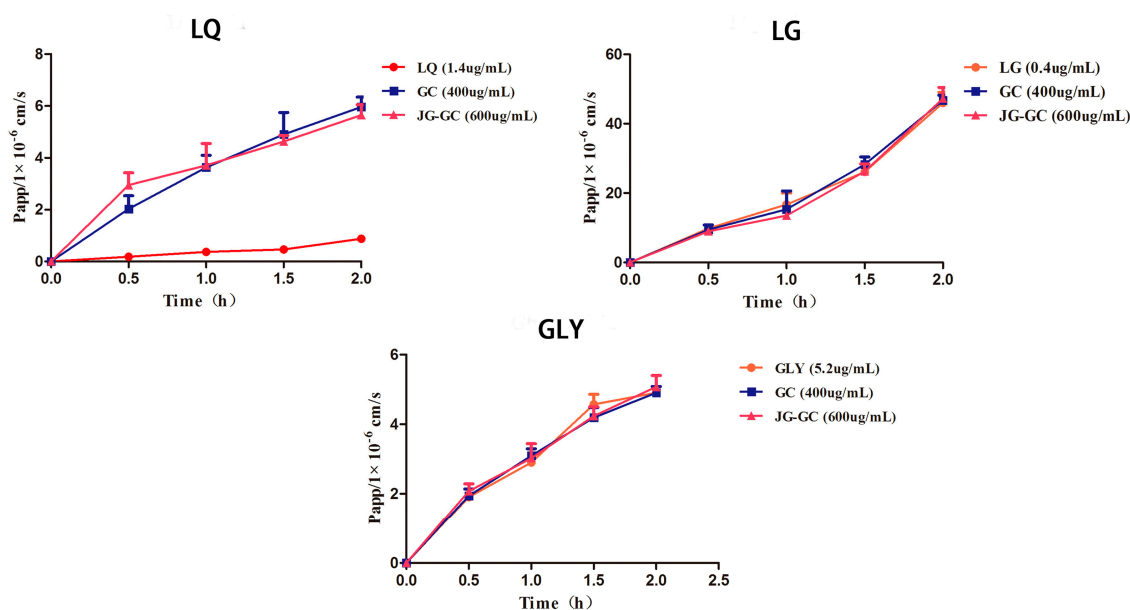 LQ
8
6
4
2
0
0.0 0.5 1.0 1.5 2.0
Papp/1× 10⁻⁶ cm/s
Time（h）
LQ (1.4ug/mL)
GC (400ug/mL)
JG-GC (600ug/mL)
LG
60
40
20
0
0.0 0.5 1.0 1.5 2.0
Papp/1× 10⁻⁶ cm/s
Time（h）
LG (0.4ug/mL)
GC (400ug/mL)
JG-GC (600ug/mL)
GLY
6
4
2
0
0.0 0.5 1.0 1.5 2.0 2.5
Papp/1× 10⁻⁶ cm/s
Time（h）
GLY (5.2ug/mL)
GC (400ug/mL)
JG-GC (600ug/mL)